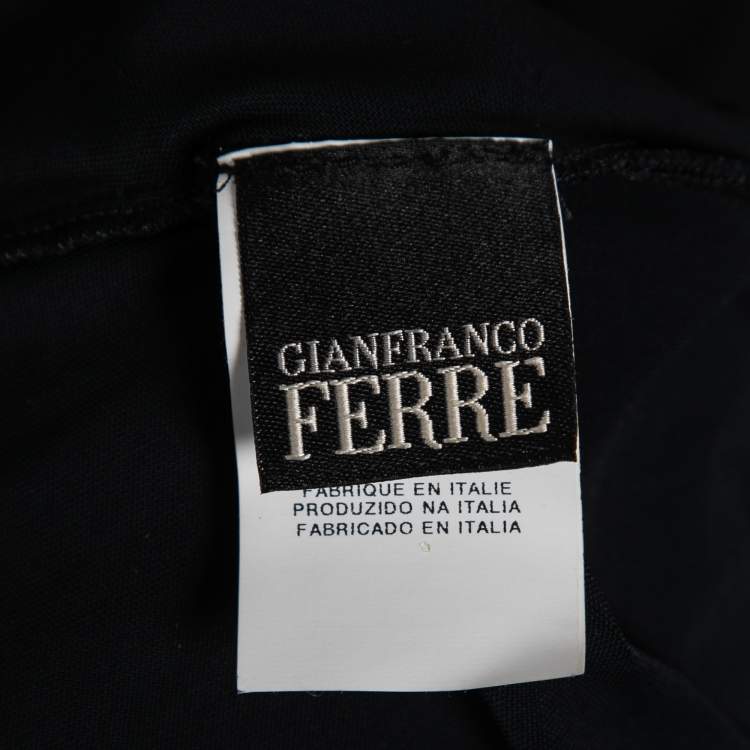 GIANFRANCO
FERRE
FABRIQUE EN ITALIE
PRODUZIDO NA ITALIA
FABRICADO EN ITALIA